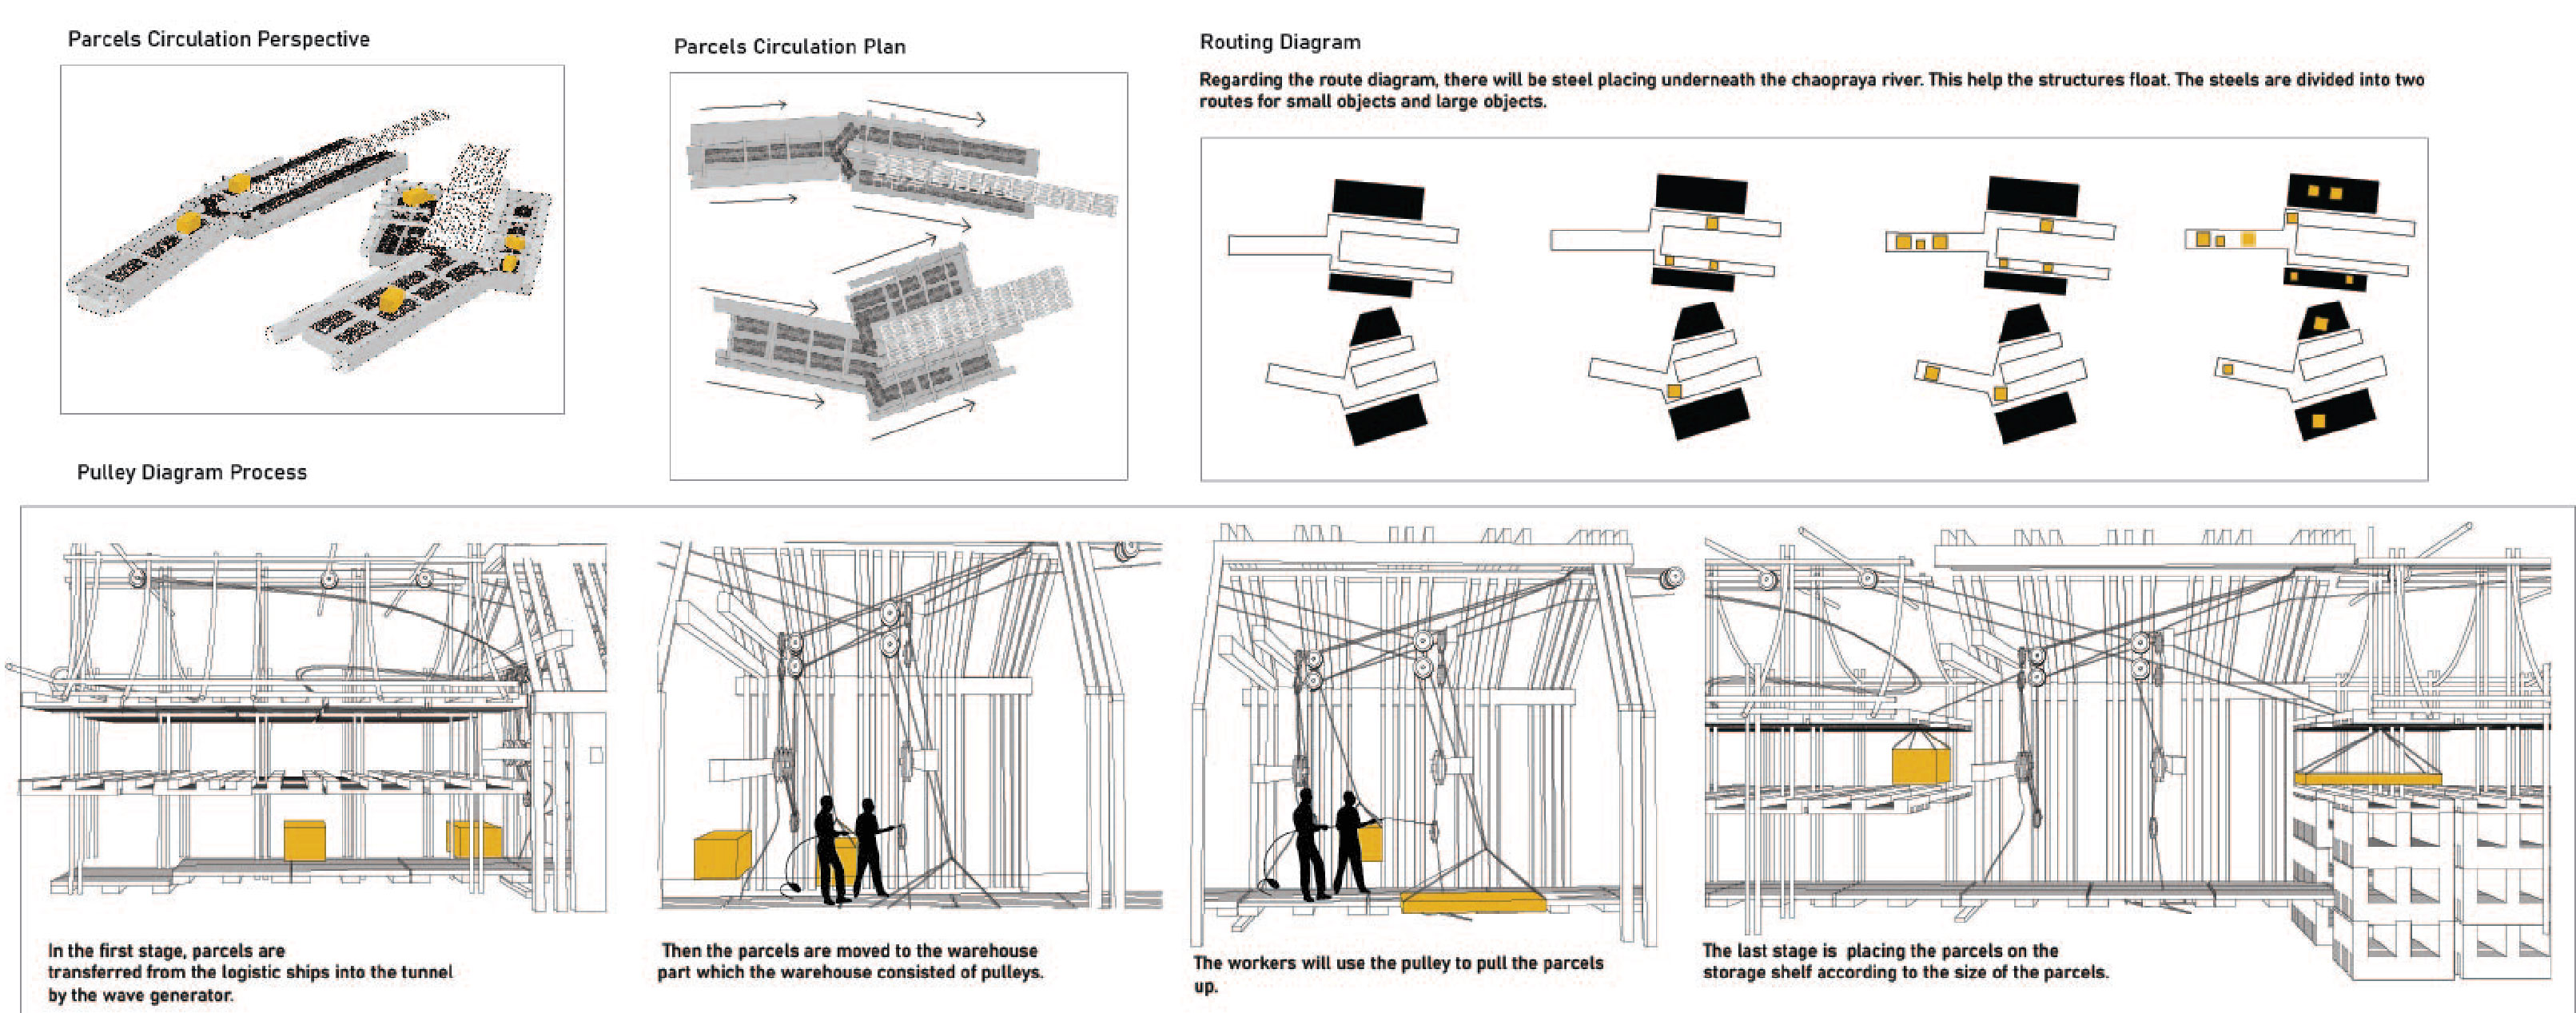 Parcels Circulation Perspective
Parcels Circulation Plan
Routing Diagram
Regarding the route diagram, there will be steel placing underneath the chaopraya river. This help the structures float. The steels are divided into two
routes for small objects and large objects.
Pulley Diagram Process
In the first stage, parcels are
transferred from the logistic ships into the tunnel
by the wave generator.
Then the parcels are moved to the warehouse
part which the warehouse consisted of pulleys.
The workers will use the pulley to pull the parcels
up.
The last stage is placing the parcels on the
storage shelf according to the size of the parcels.